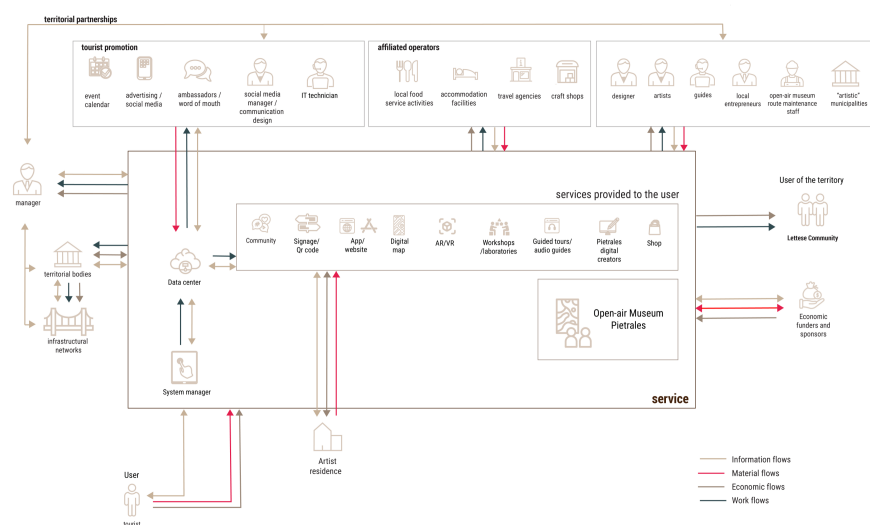 territorial partnerships
tourist promotion
event
calendar
advertising /
social media
ambassadors /
word of mouth
social media
manager /
communication
design
IT technician
affiliated operators
local food
service activities
accommodation
facilities
travel agencies
craft shops
designer
artists
guides
local
entrepreneurs
open-air museum
route maintenance
staff
"artistic"
municipalities
manager
territorial bodies
infrastructural
networks
services provided to the user
Community
Signage/
Qr code
App/
website
Digital
map
AR/VR
Workshops
/laboratories
Guided tours/
audio guides
Pietrales
digital
creators
Shop
Data center
System manager
Open-air Museum
Pietrales
service
User of the territory
Lettese Community
Economic
funders and
sponsors
Artist
residence
User
tourist
Information flows
Material flows
Economic flows
Work flows